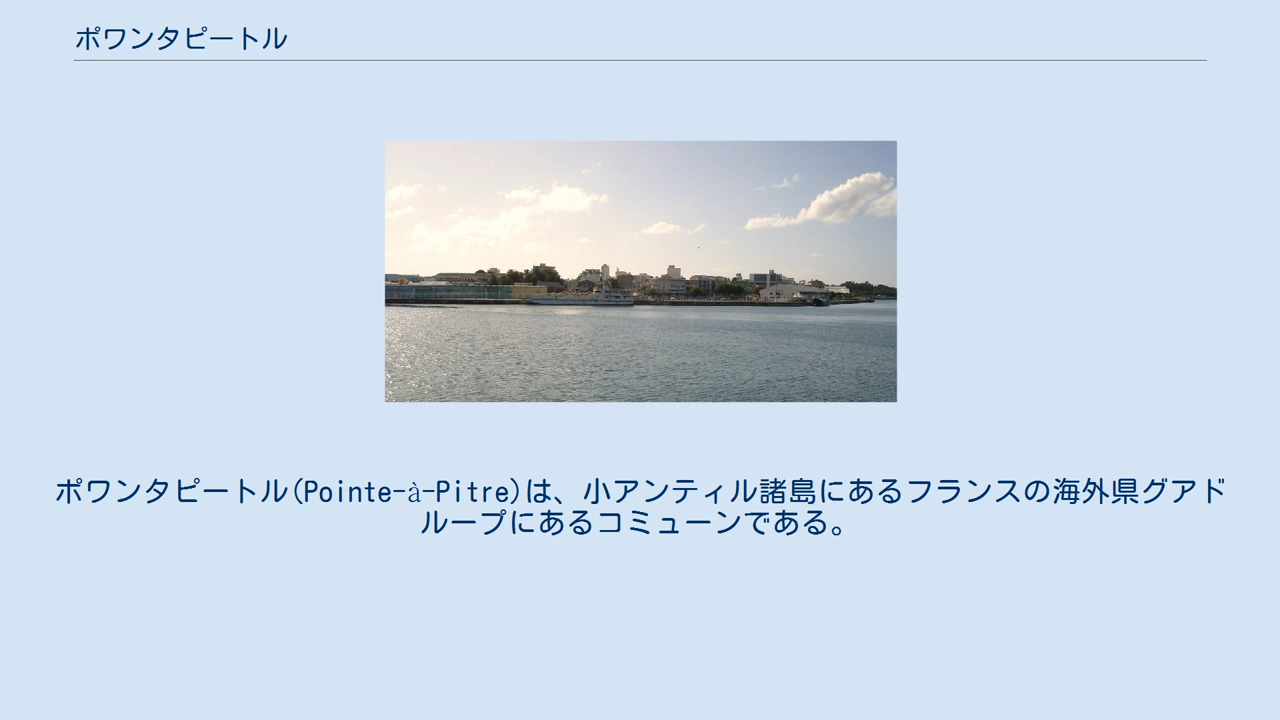 ポワンタピートル
ポワンタピートル(Pointe-à-Pitre)は、小アンティル諸島にあるフランスの海外県グアド
ループにあるコミューンである。